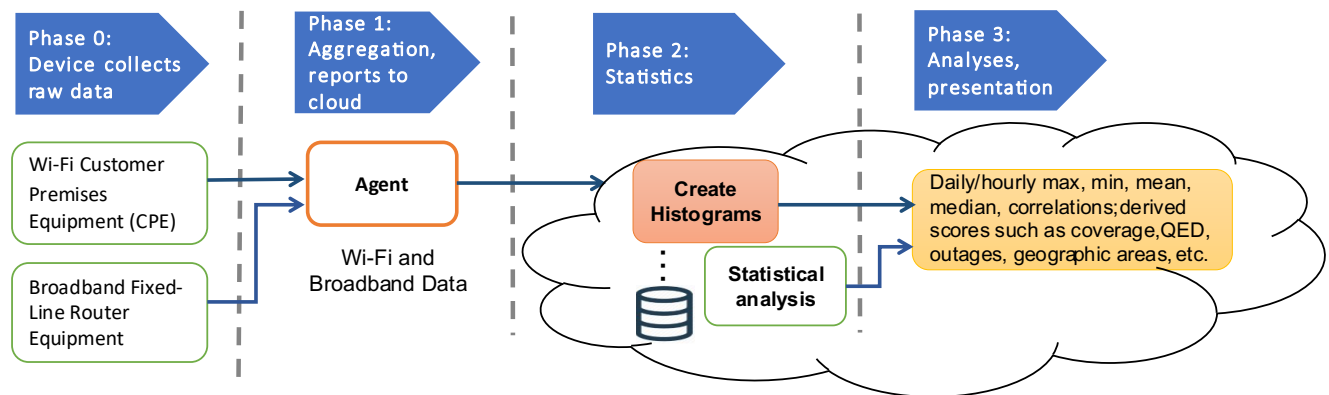 Phase 0:
Device collects
raw data
Phase 1:
Aggregation,
reports to
cloud
Phase 2:
Statistics
Phase 3:
Analyses,
presentation
Wi-Fi Customer
Premises
Equipment (CPE)
Broadband Fixed-
Line Router
Equipment
Agent
Wi-Fi and
Broadband Data
Create
Histograms
Statistical
analysis
Daily/hourly max, min, mean,
median, correlations;derived
scores such as coverage,QED,
outages, geographic areas, etc.